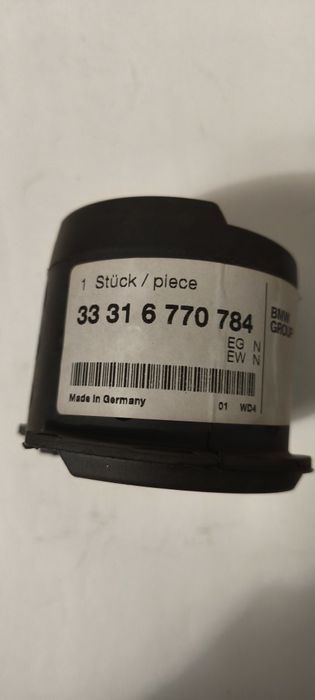 1 Stück / piece
33 31 6 770 784
BMW
GROUP
EG N
EW N
Made in Germany
01 WD4